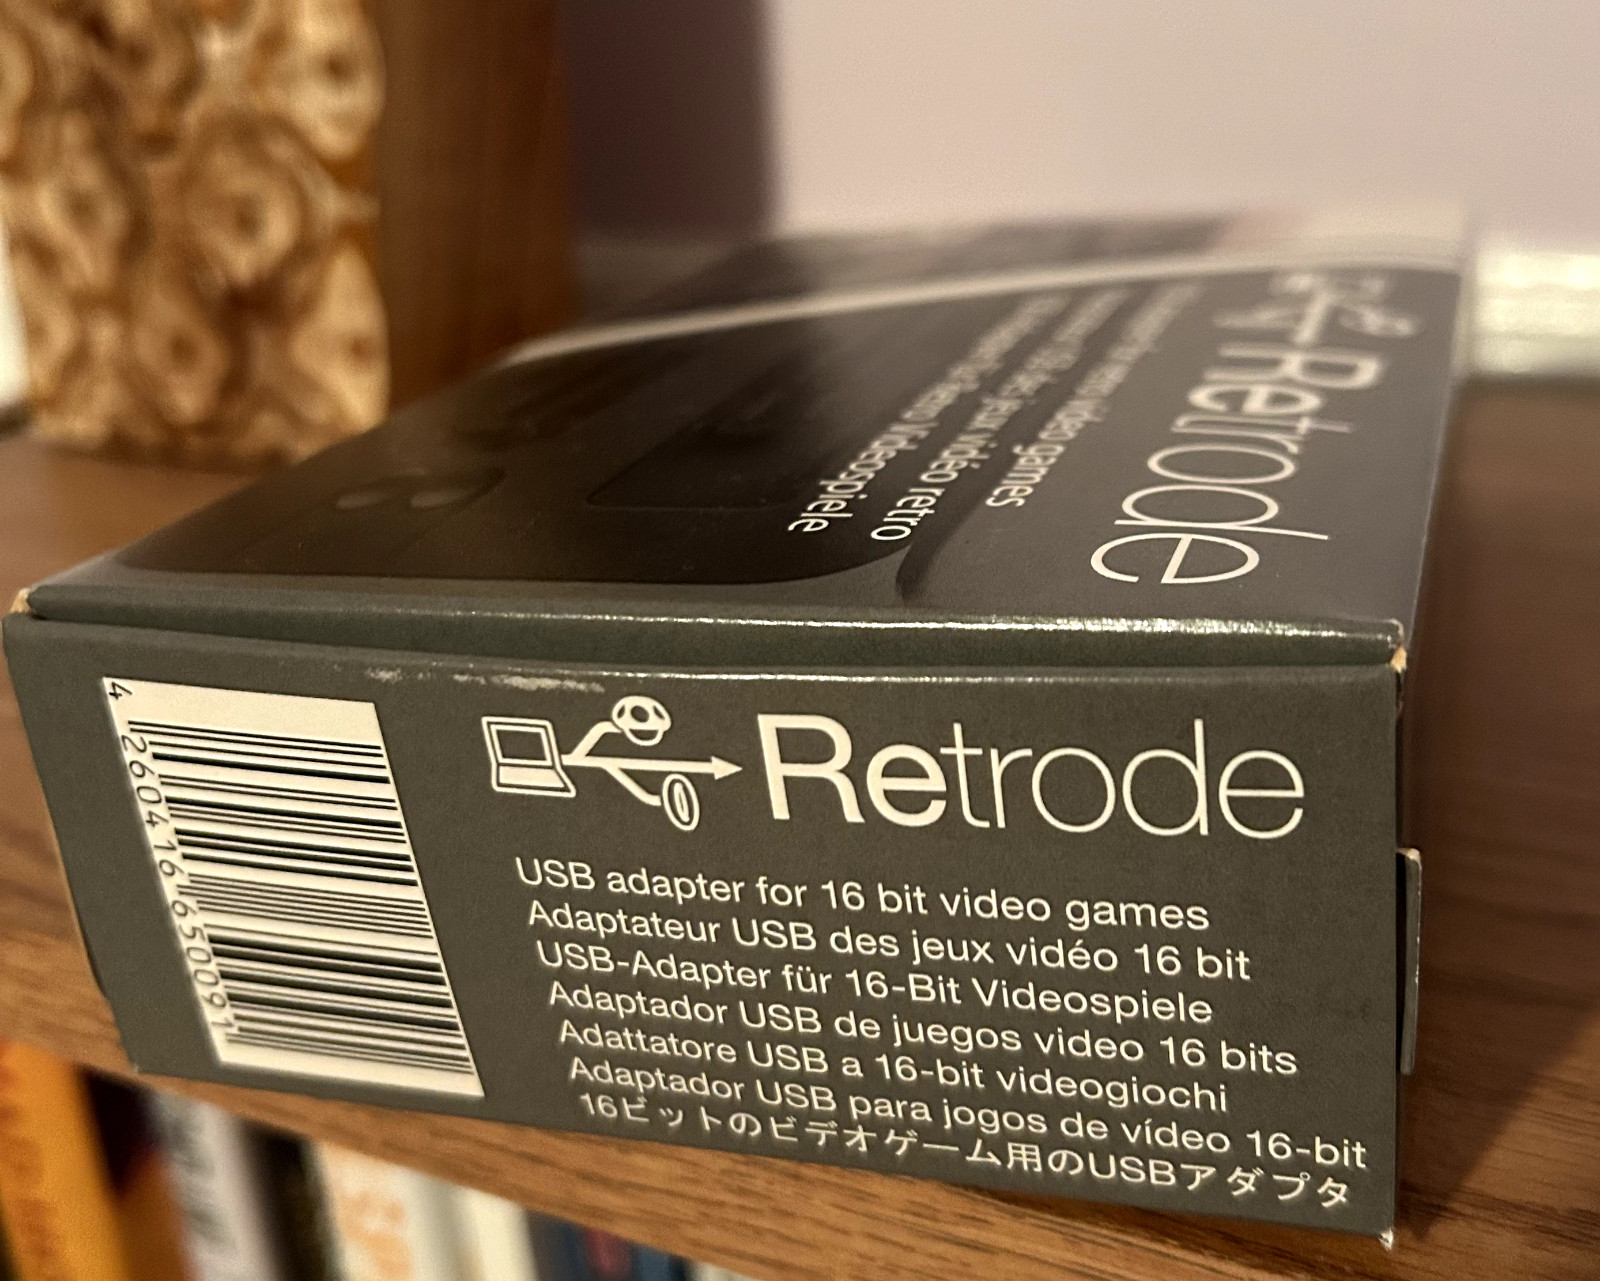 Retrode
retro video games
jeux vidéo retro
Retro Videospiele
4 260416 650091
Retrode
USB adapter for 16 bit video games
Adaptateur USB des jeux vidéo 16 bit
USB-Adapter für 16-Bit Videospiele
Adaptador USB de juegos video 16 bits
Adattatore USB a 16-bit videogiochi
Adaptador USB para jogos de vídeo 16-bit
16ビットのビデオゲーム用のUSBアダプタ